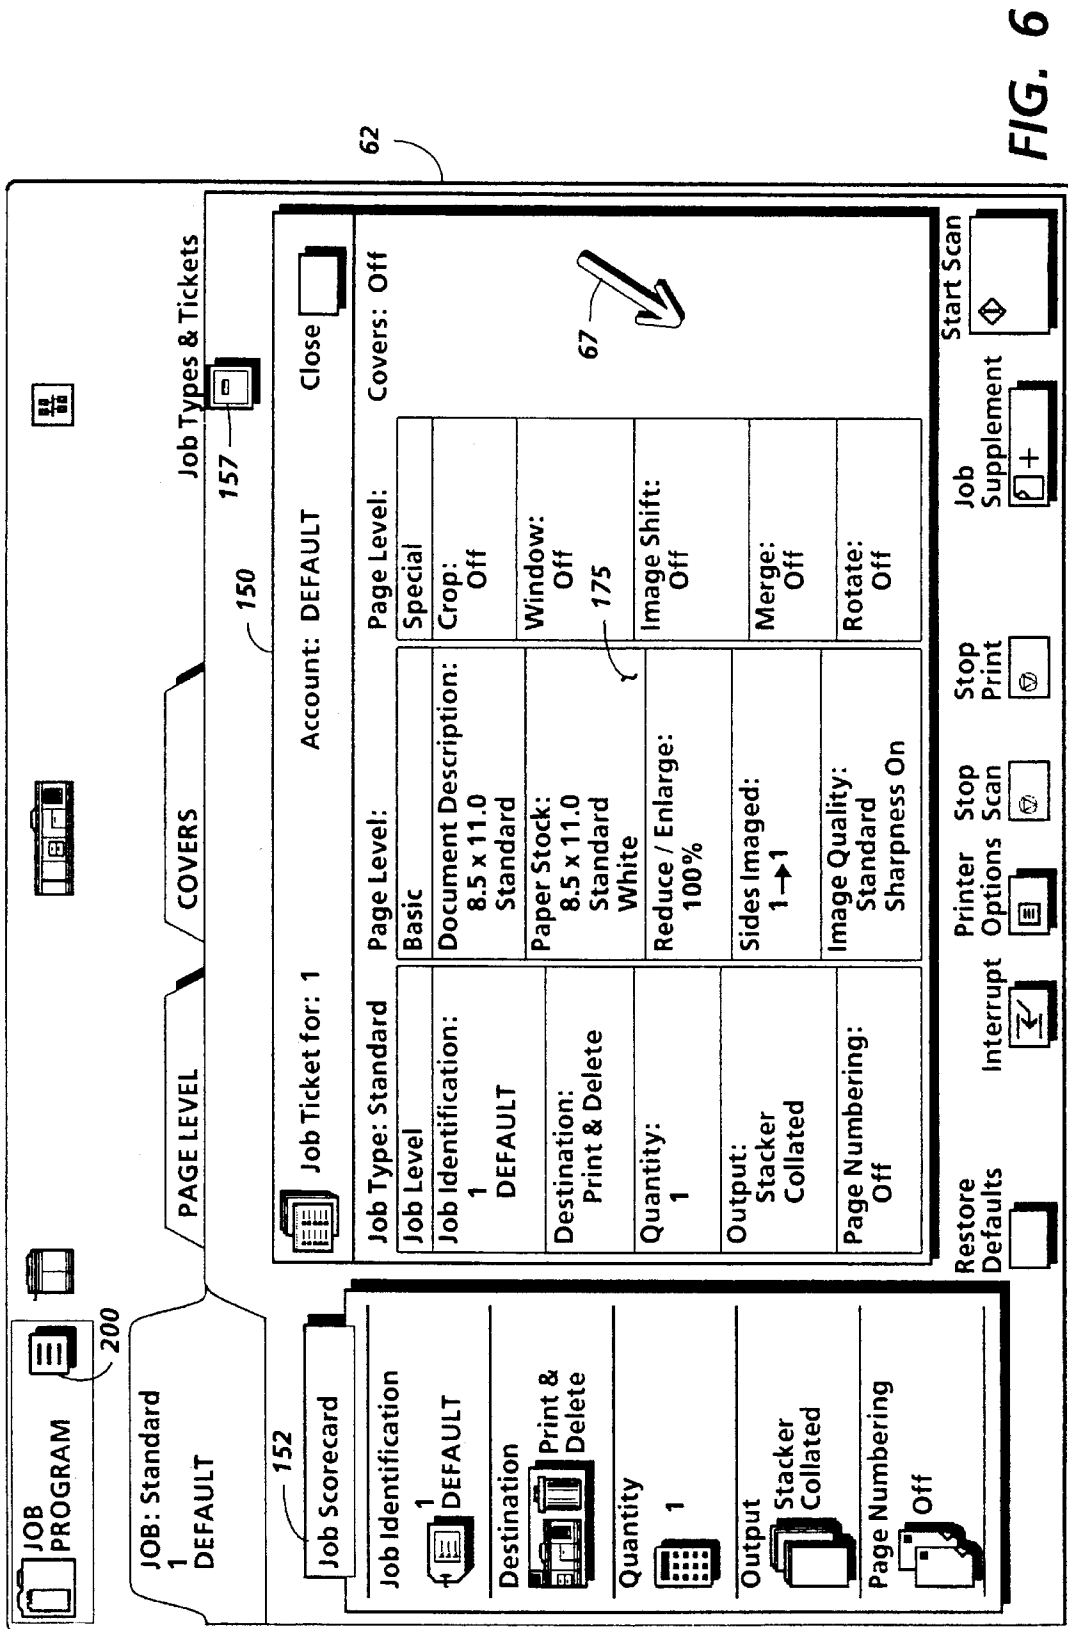 JOB
PROGRAM
200
JOB: Standard
1
DEFAULT
PAGE LEVEL
COVERS
Job Types & Tickets
157
62
152
Job Scorecard
Job Identification
1
DEFAULT
Destination
Print &
Delete
Quantity
1
Output
Stacker
Collated
Page Numbering
Off
150
Job Ticket for: 1
Account: DEFAULT
Close
Job Type: Standard
Job Level
Job Identification:
1
DEFAULT
Destination:
Print & Delete
Quantity:
1
Output:
Stacker
Collated
Page Numbering:
Off
Page Level:
Basic
Document Description:
8.5 x 11.0
Standard
Paper Stock:
8.5 x 11.0
Standard
White
175
Reduce / Enlarge:
100%
Sides Imaged:
1→1
Image Quality:
Standard
Sharpness On
Page Level:
Special
Crop:
Off
Window:
Off
Image Shift:
Off
Merge:
Off
Rotate:
Off
Covers: Off
67
Restore
Defaults
Interrupt
Printer
Options
Stop
Scan
Stop
Print
Job
Supplement
Start Scan
FIG. 6